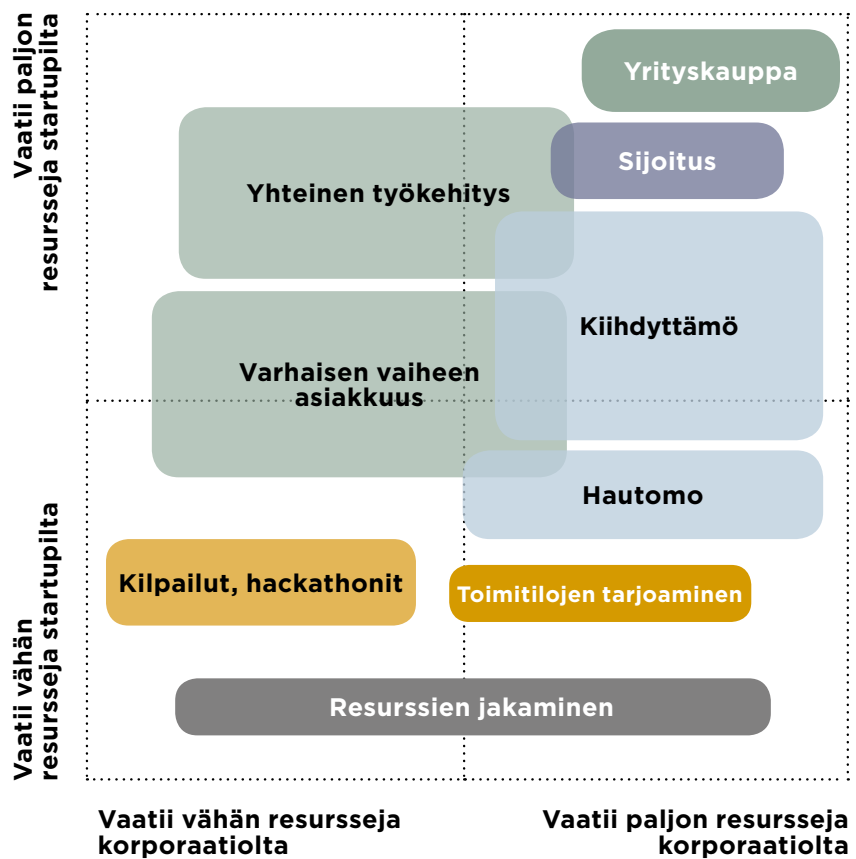 Vaatii paljon
resursseja startupilta
Yrityskauppa
Sijoitus
Yhteinen työkehitys
Kiihdyttämö
Varhaisen vaiheen
asiakkuus
Hautomo
Vaatii vähän
resursseja startupilta
Kilpailut, hackathonit
Toimitilojen tarjoaminen
Resurssien jakaminen
Vaatii vähän resursseja
korporaatiolta
Vaatii paljon resursseja
korporaatiolta